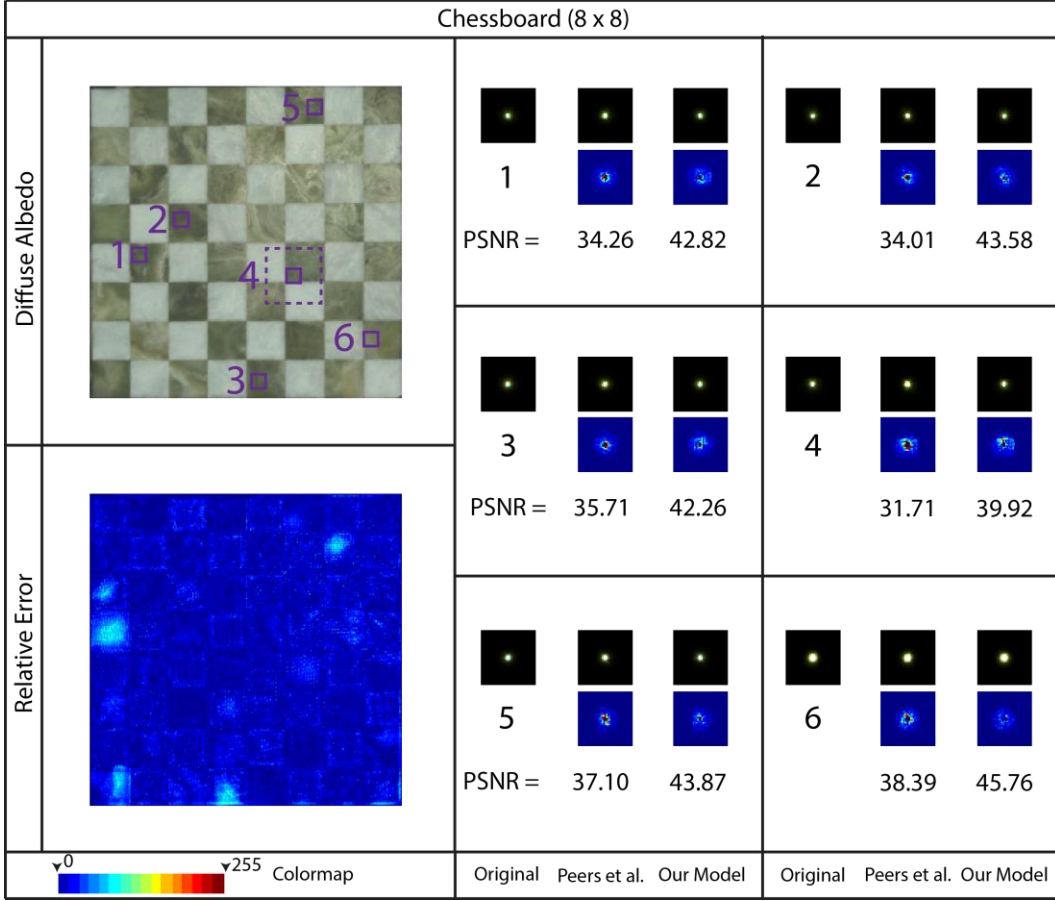 Chessboard (8 x 8)
Diffuse Albedo
5
2
1
4
6
3
1
PSNR = 34.26 42.82
2
34.01 43.58
3
PSNR = 35.71 42.26
4
31.71 39.92
Relative Error
5
PSNR = 37.10 43.87
6
38.39 45.76
0 255 Colormap
Original Peers et al. Our Model Original Peers et al. Our Model